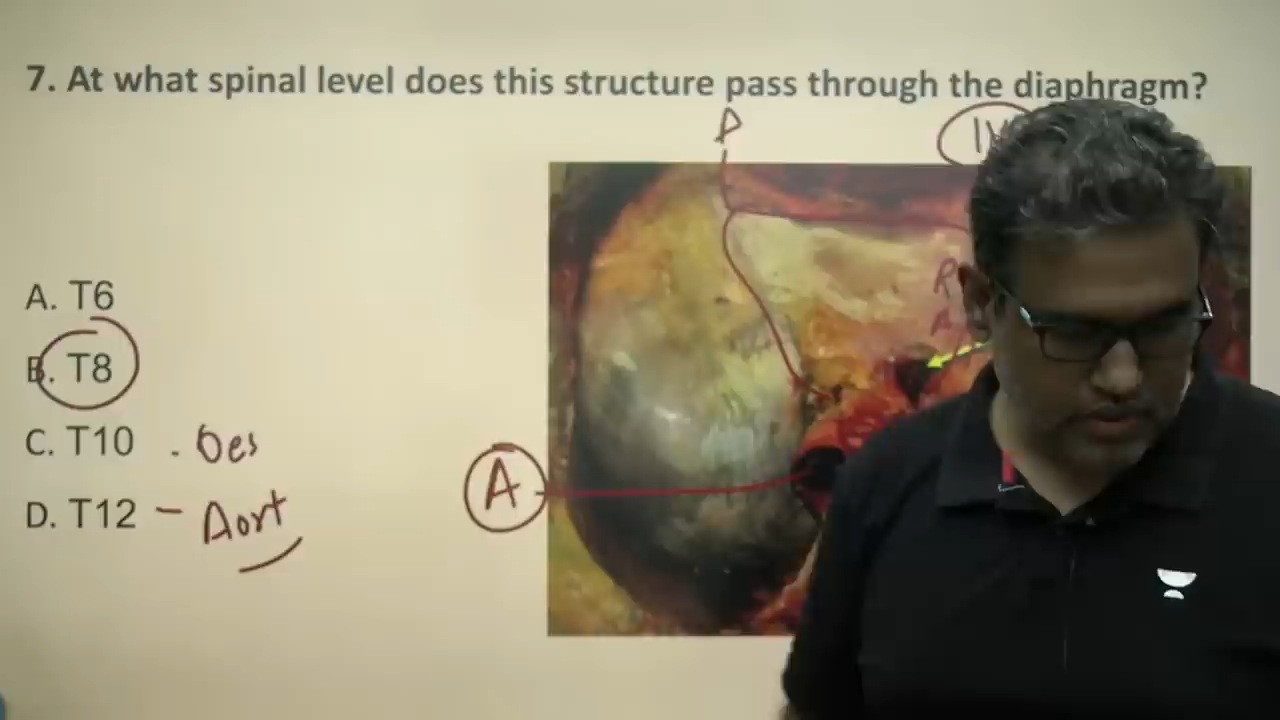 7. At what spinal level does this structure pass through the diaphragm?
P
A. T6
B. T8
C. T10 . Oes
A
D. T12 - Aort